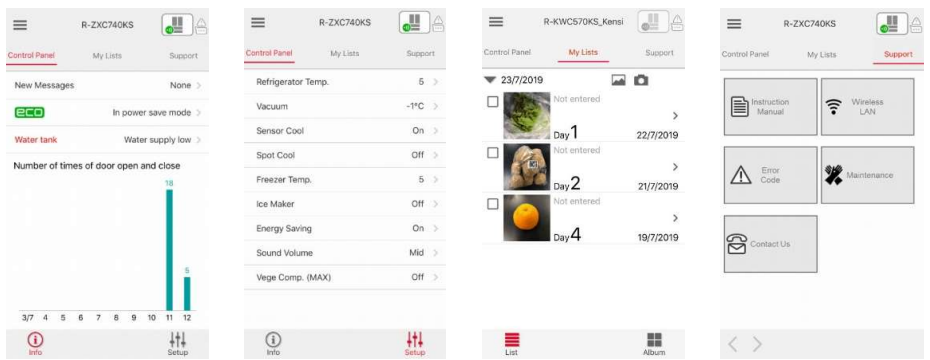 R-ZXC740KS
Control Panel My Lists Support
New Messages None >
eco In power save mode >
Water tank Water supply low >
Number of times of door open and close
18
5
3/7 4 5 6 7 8 9 10 11 12
Info Setup
R-ZXC740KS
Control Panel My Lists Support
Refrigerator Temp. 5 >
Vacuum -1°C >
Sensor Cool On >
Spot Cool Off >
Freezer Temp. 5 >
Ice Maker Off >
Energy Saving On >
Sound Volume Mid >
Vege Comp. (MAX) Off >
Info Setup
R-KWC570KS_Kensi
Control Panel My Lists Support
23/7/2019
Not entered
Day 1 22/7/2019
Not entered
Day 2 21/7/2019
Not entered
Day 4 19/7/2019
List Album
R-ZXC740KS
Control Panel My Lists Support
Instruction
Manual
Wireless
LAN
Error
Code
Maintenance
Contact Us